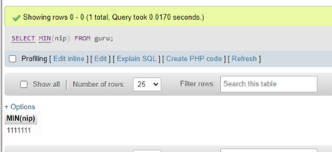 Showing rows 0 - 0 (1 total, Query took 0.0170 seconds.)
SELECT MIN(nip) FROM guru;
Profiling [ Edit inline ] [ Edit ] [ Explain SQL ] [ Create PHP code ] [ Refresh ]
Show all | Number of rows: 25 Filter rows: Search this table
+ Options
MIN(nip)
1111111